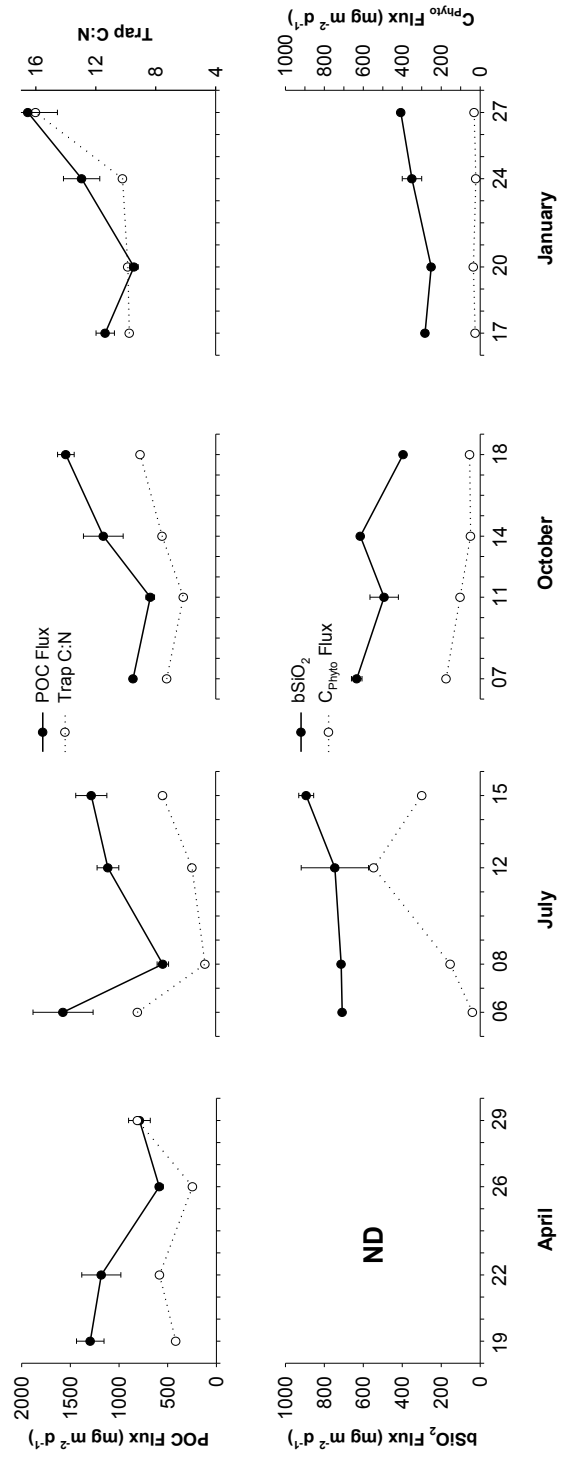 POC Flux (mg m⁻² d⁻¹)
2000
1500
1000
500
0
POC Flux
Trap C:N
Trap C:N
16
12
8
4
bSiO₂ Flux (mg m⁻² d⁻¹)
1000
800
600
400
200
0
ND
bSiO₂
C_Phyto Flux
C_Phyto Flux (mg m⁻² d⁻¹)
1000
800
600
400
200
0
19 22 26 29
06 08 12 15
07 11 14 18
17 20 24 27
April
July
October
January